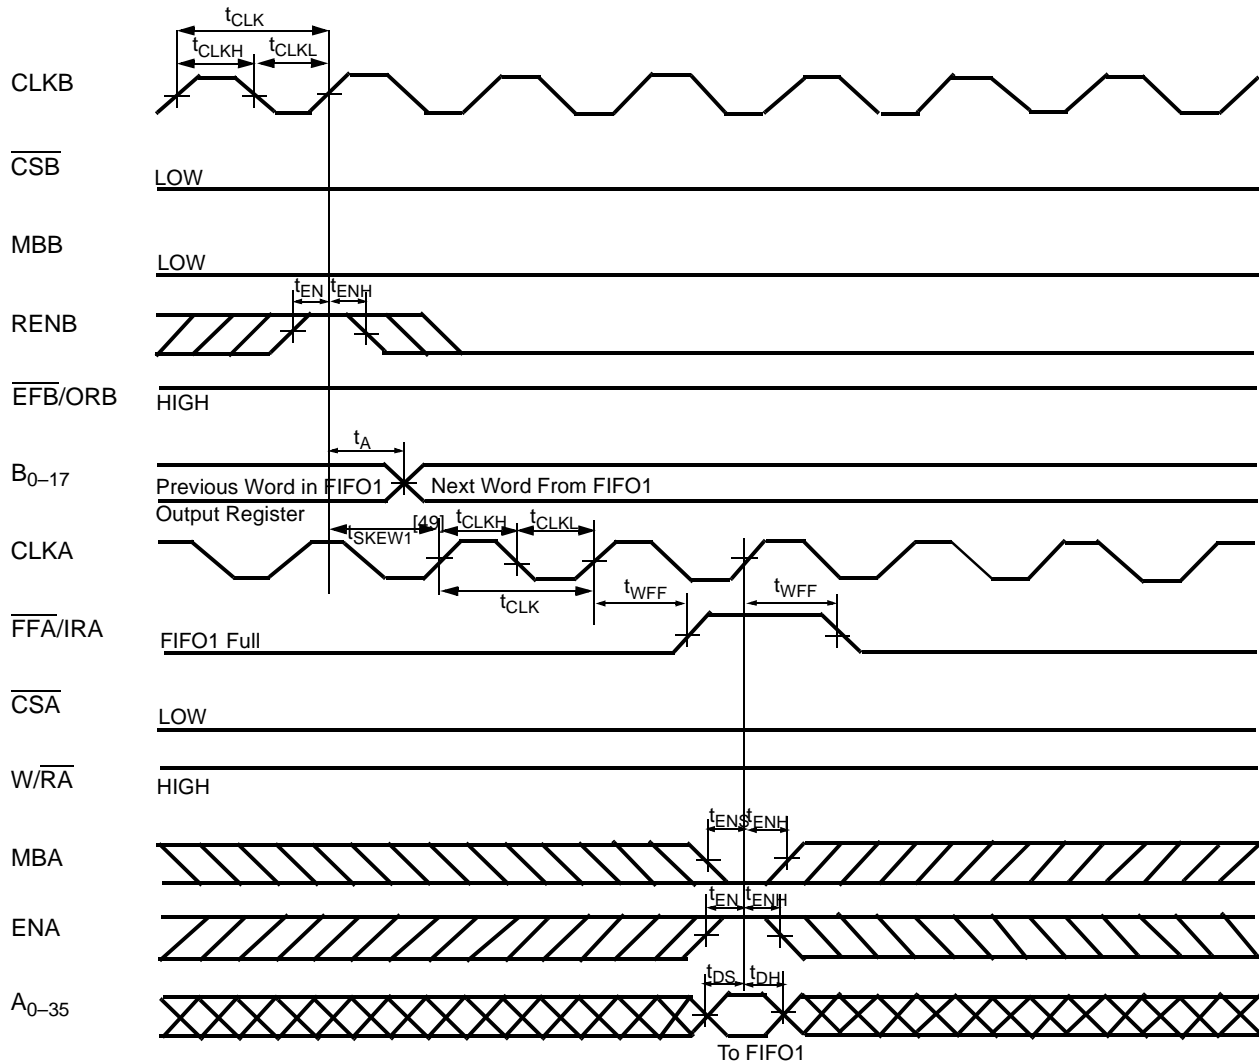 tCLK
tCLKH tCLKL
CLKB
CSB
LOW
MBB
LOW
tEN tENH
RENB
EFB/ORB
HIGH
tA
B0–17
Previous Word in FIFO1 Next Word From FIFO1
Output Register
tSKEW1[49] tCLKH tCLKL
CLKA
tCLK tWFF tWFF
FFA/IRA
FIFO1 Full
CSA
LOW
W/RA
HIGH
tENS tENH
MBA
tEN tENH
ENA
tDS tDH
A0–35
To FIFO1